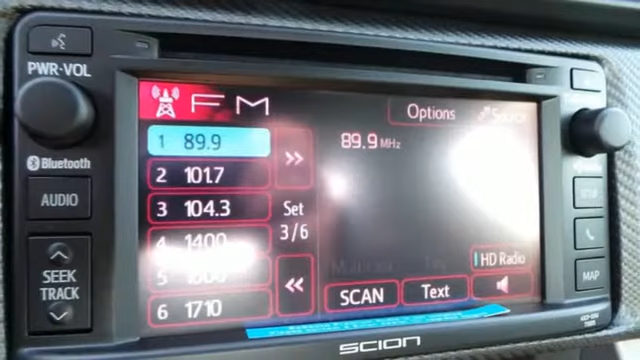 PWR·VOL
Bluetooth
AUDIO
SEEK
TRACK
FM
Options
Source
1 89.9
89.9 MHz
2 101.7
3 104.3
Set
3/6
4 1400
5
6 1710
SCAN
Text
HD Radio
MAP
SCION